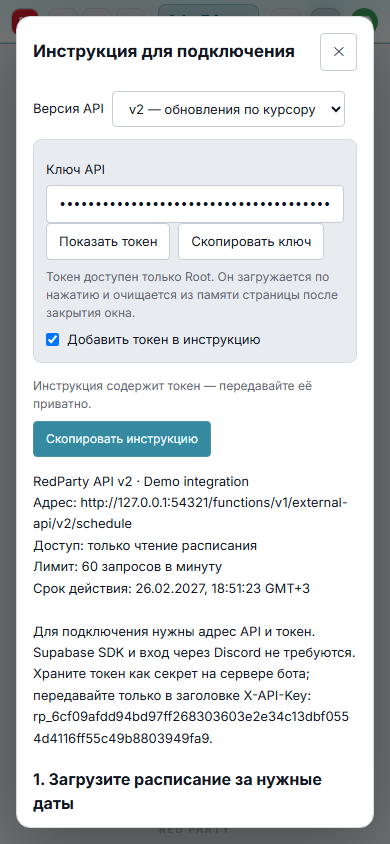 Инструкция для подключения
×
Версия API
v2 — обновления по курсору
Ключ API
••••••••••••••••••••••••••••••••••••••
Показать токен
Скопировать ключ
Токен доступен только Root. Он загружается по
нажатию и очищается из памяти страницы после
закрытия окна.
Добавить токен в инструкцию
Инструкция содержит токен — передавайте её
приватно.
Скопировать инструкцию
RedParty API v2 · Demo integration
Адрес: http://127.0.0.1:54321/functions/v1/external-
api/v2/schedule
Доступ: только чтение расписания
Лимит: 60 запросов в минуту
Срок действия: 26.02.2027, 18:51:23 GMT+3
Для подключения нужны адрес API и токен.
Supabase SDK и вход через Discord не требуются.
Храните токен как секрет на сервере бота;
передавайте только в заголовке X-API-Key:
rp_6cf09afdd94bd97ff268303603e2e34c13dbf055
4d4116ff55c49b8803949fa9.
1. Загрузите расписание за нужные
даты
RED PARTY